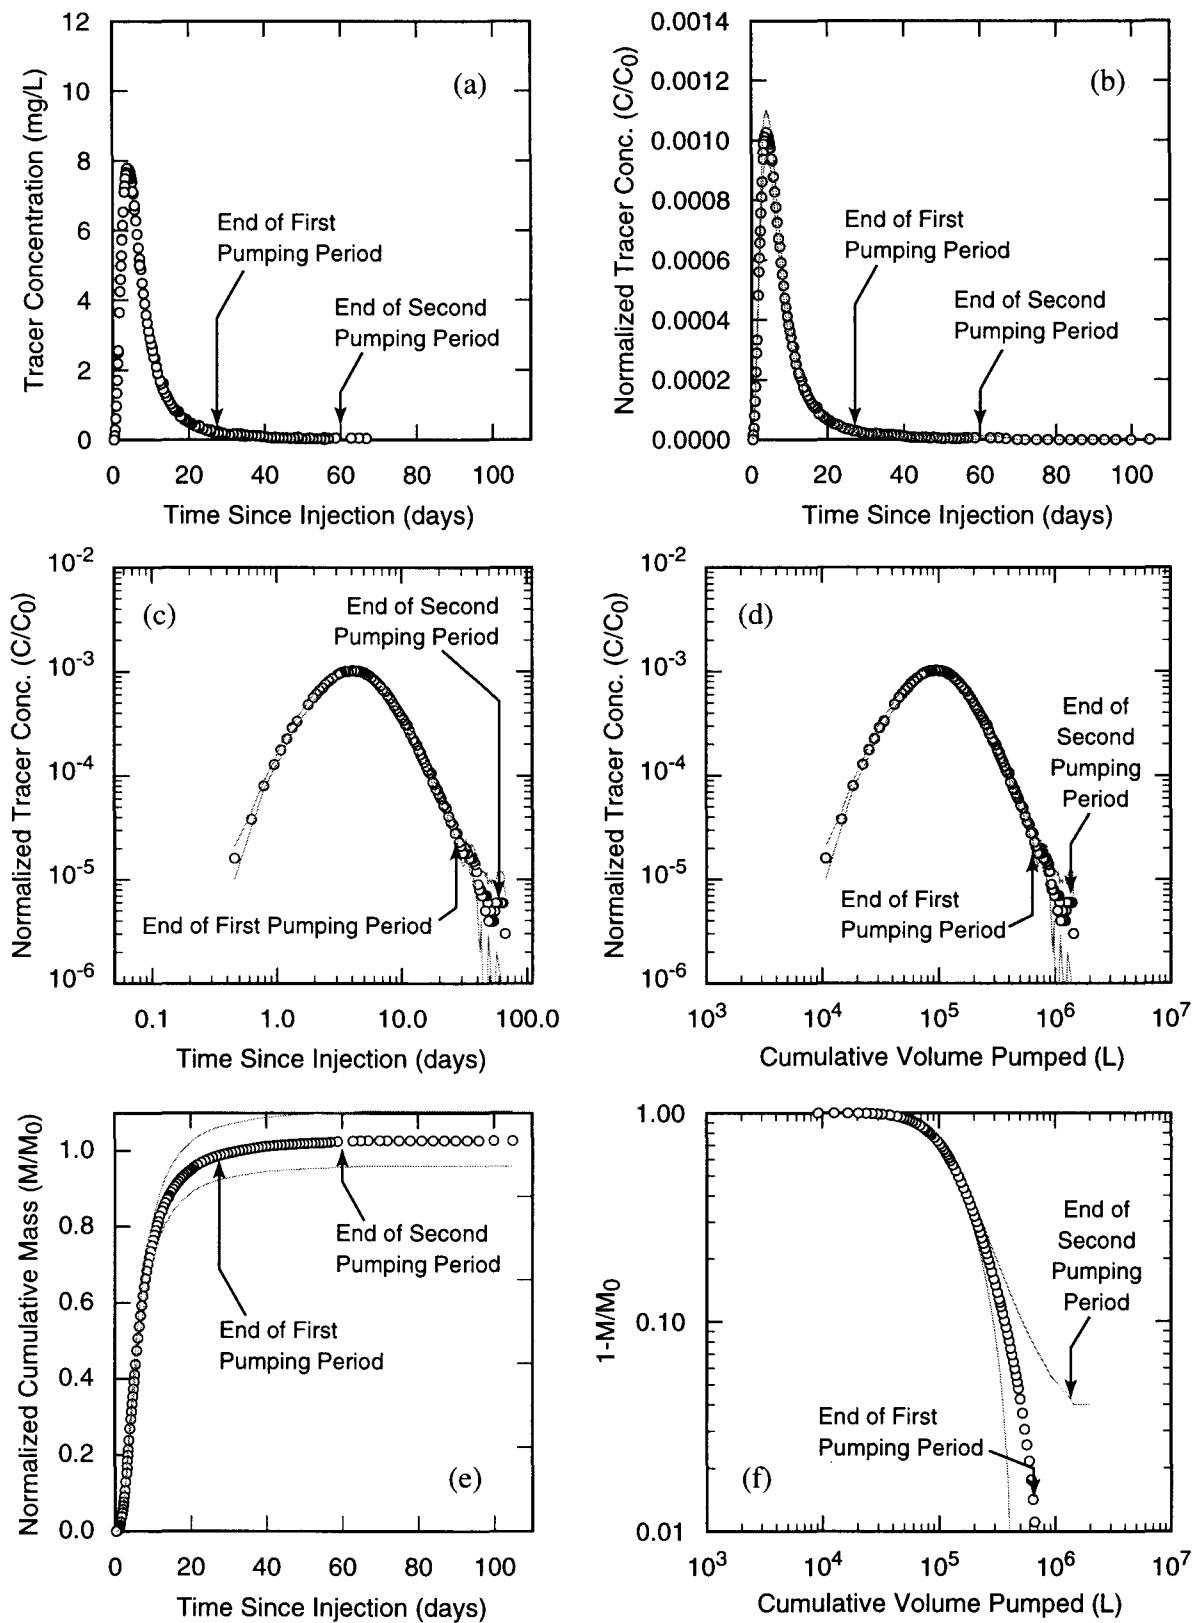 12
10
8
6
4
2
0
Tracer Concentration (mg/L)
(a)
End of First
Pumping Period
End of Second
Pumping Period
0 20 40 60 80 100
Time Since Injection (days)
0.0014
0.0012
0.0010
0.0008
0.0006
0.0004
0.0002
0.0000
Normalized Tracer Conc. (C/C0)
(b)
End of First
Pumping Period
End of Second
Pumping Period
0 20 40 60 80 100
Time Since Injection (days)
10-2
10-3
10-4
10-5
10-6
Normalized Tracer Conc. (C/C0)
(c)
End of Second
Pumping Period
End of First Pumping Period
0.1 1.0 10.0 100.0
Time Since Injection (days)
10-2
10-3
10-4
10-5
10-6
Normalized Tracer Conc. (C/C0)
(d)
End of
Second
Pumping
Period
End of First
Pumping Period
103 104 105 106 107
Cumulative Volume Pumped (L)
1.0
0.8
0.6
0.4
0.2
0.0
Normalized Cumulative Mass (M/M0)
End of Second
Pumping Period
End of First
Pumping Period
(e)
0 20 40 60 80 100
Time Since Injection (days)
1.00
0.10
0.01
1-M/M0
End of
Second
Pumping
Period
End of First
Pumping Period
(f)
103 104 105 106 107
Cumulative Volume Pumped (L)